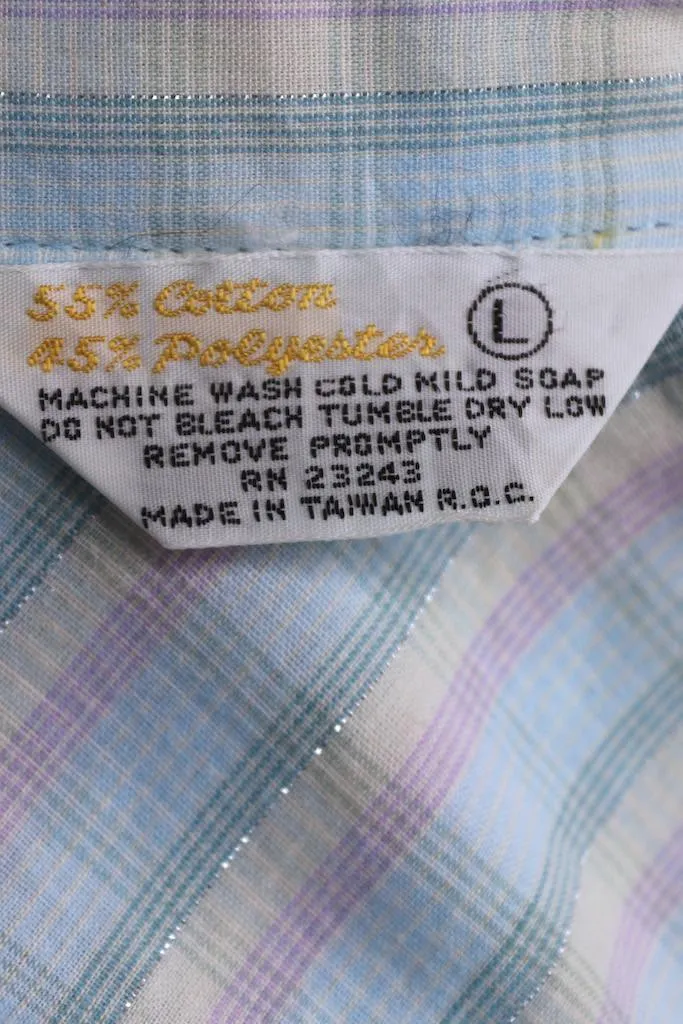 55% Cotton
45% Polyester
L
MACHINE WASH COLD MILD SOAP
DO NOT BLEACH TUMBLE DRY LOW
REMOVE PROMPTLY
RN 23243
MADE IN TAIWAN R.O.C.